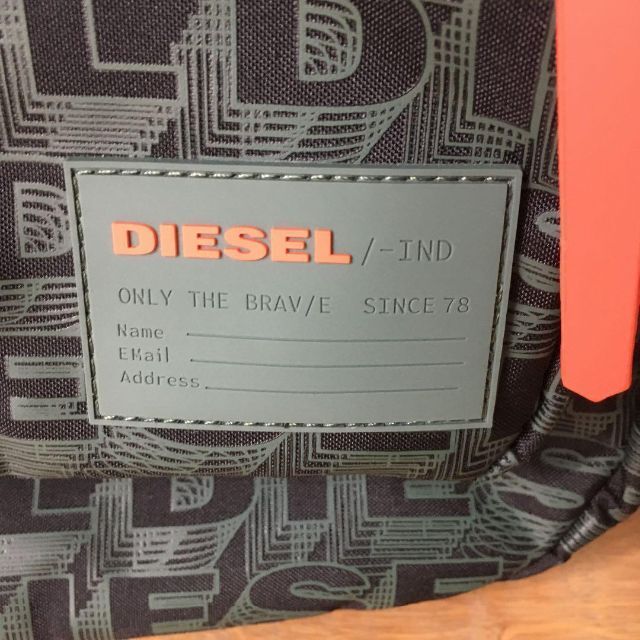 DIESEL /-IND
ONLY THE BRAV/E SINCE 78
Name
EMail
Address